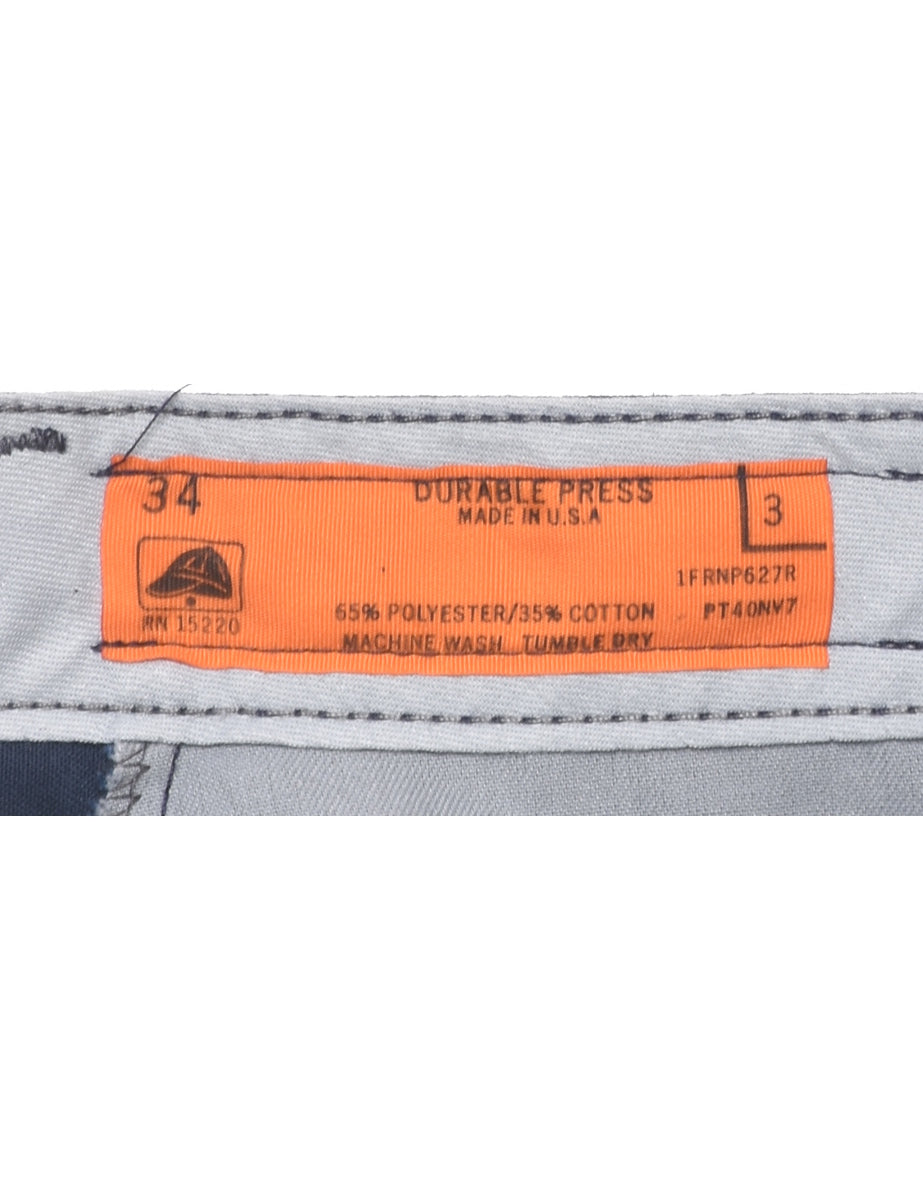 34
DURABLE PRESS
MADE IN U.S.A
3
1FRNP627R
65% POLYESTER/35% COTTON
PT40NV7
RN 15220
MACHINE WASH TUMBLE DRY